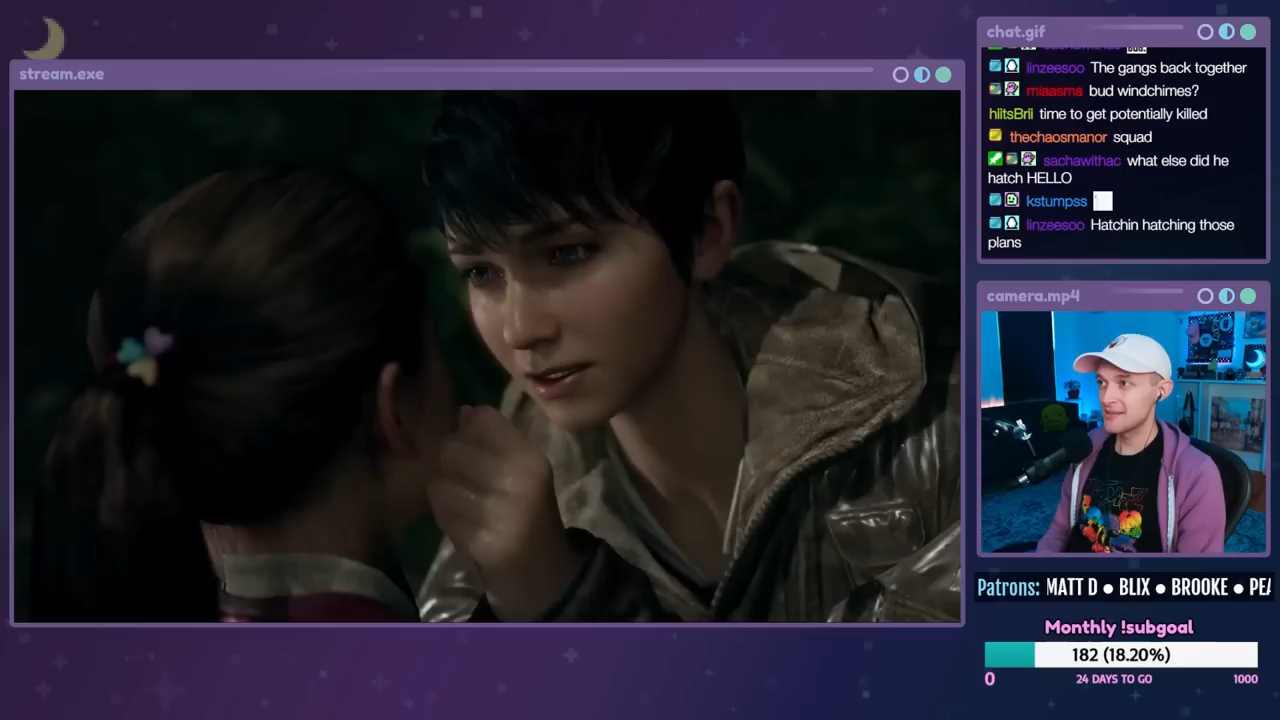 stream.exe
chat.gif
linzeesoo The gangs back together
miaasma bud windchimes?
hiitsBrii time to get potentially killed
thechaosmanor squad
sachawithac what else did he
hatch HELLO
kstumpss
linzeesoo Hatchin hatching those
plans
camera.mp4
Patrons: MATT D ● BLIX ● BROOKE ● PEA
Monthly !subgoal
182 (18.20%)
0 24 DAYS TO GO 1000